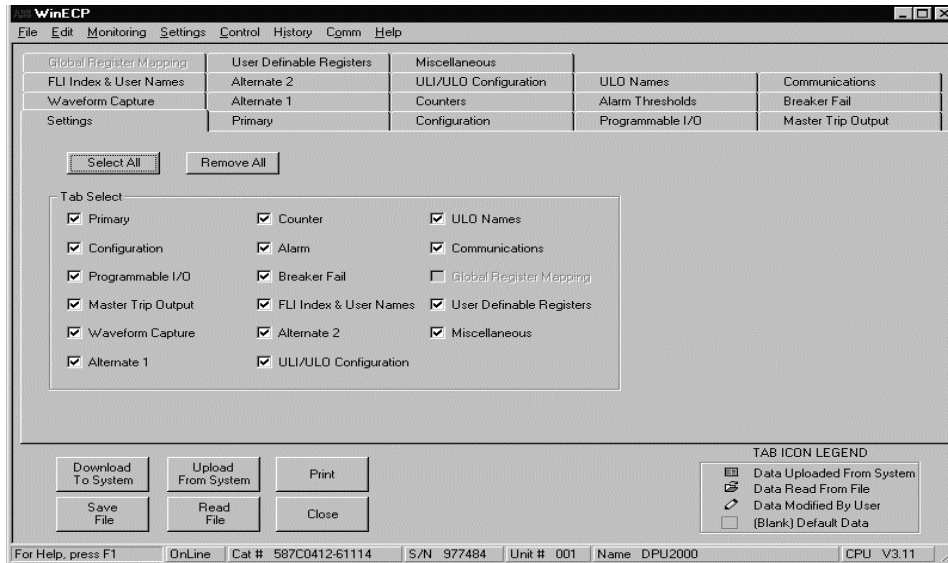 WinECP
File Edit Monitoring Settings Control History Comm Help
Global Register Mapping User Definable Registers Miscellaneous
FLI Index & User Names Alternate 2 ULI/ULO Configuration ULO Names Communications
Waveform Capture Alternate 1 Counters Alarm Thresholds Breaker Fail
Settings Primary Configuration Programmable I/O Master Trip Output
Select All Remove All
Tab Select
Primary Counter ULO Names
Configuration Alarm Communications
Programmable I/O Breaker Fail Global Register Mapping
Master Trip Output FLI Index & User Names User Definable Registers
Waveform Capture Alternate 2 Miscellaneous
Alternate 1 ULI/ULO Configuration
Download To System Upload From System Print
Save File Read File Close
TAB ICON LEGEND
Data Uploaded From System
Data Read From File
Data Modified By User
(Blank) Default Data
For Help, press F1 OnLine Cat # 587C0412-61114 S/N 977484 Unit # 001 Name DPU2000 CPU V3.11